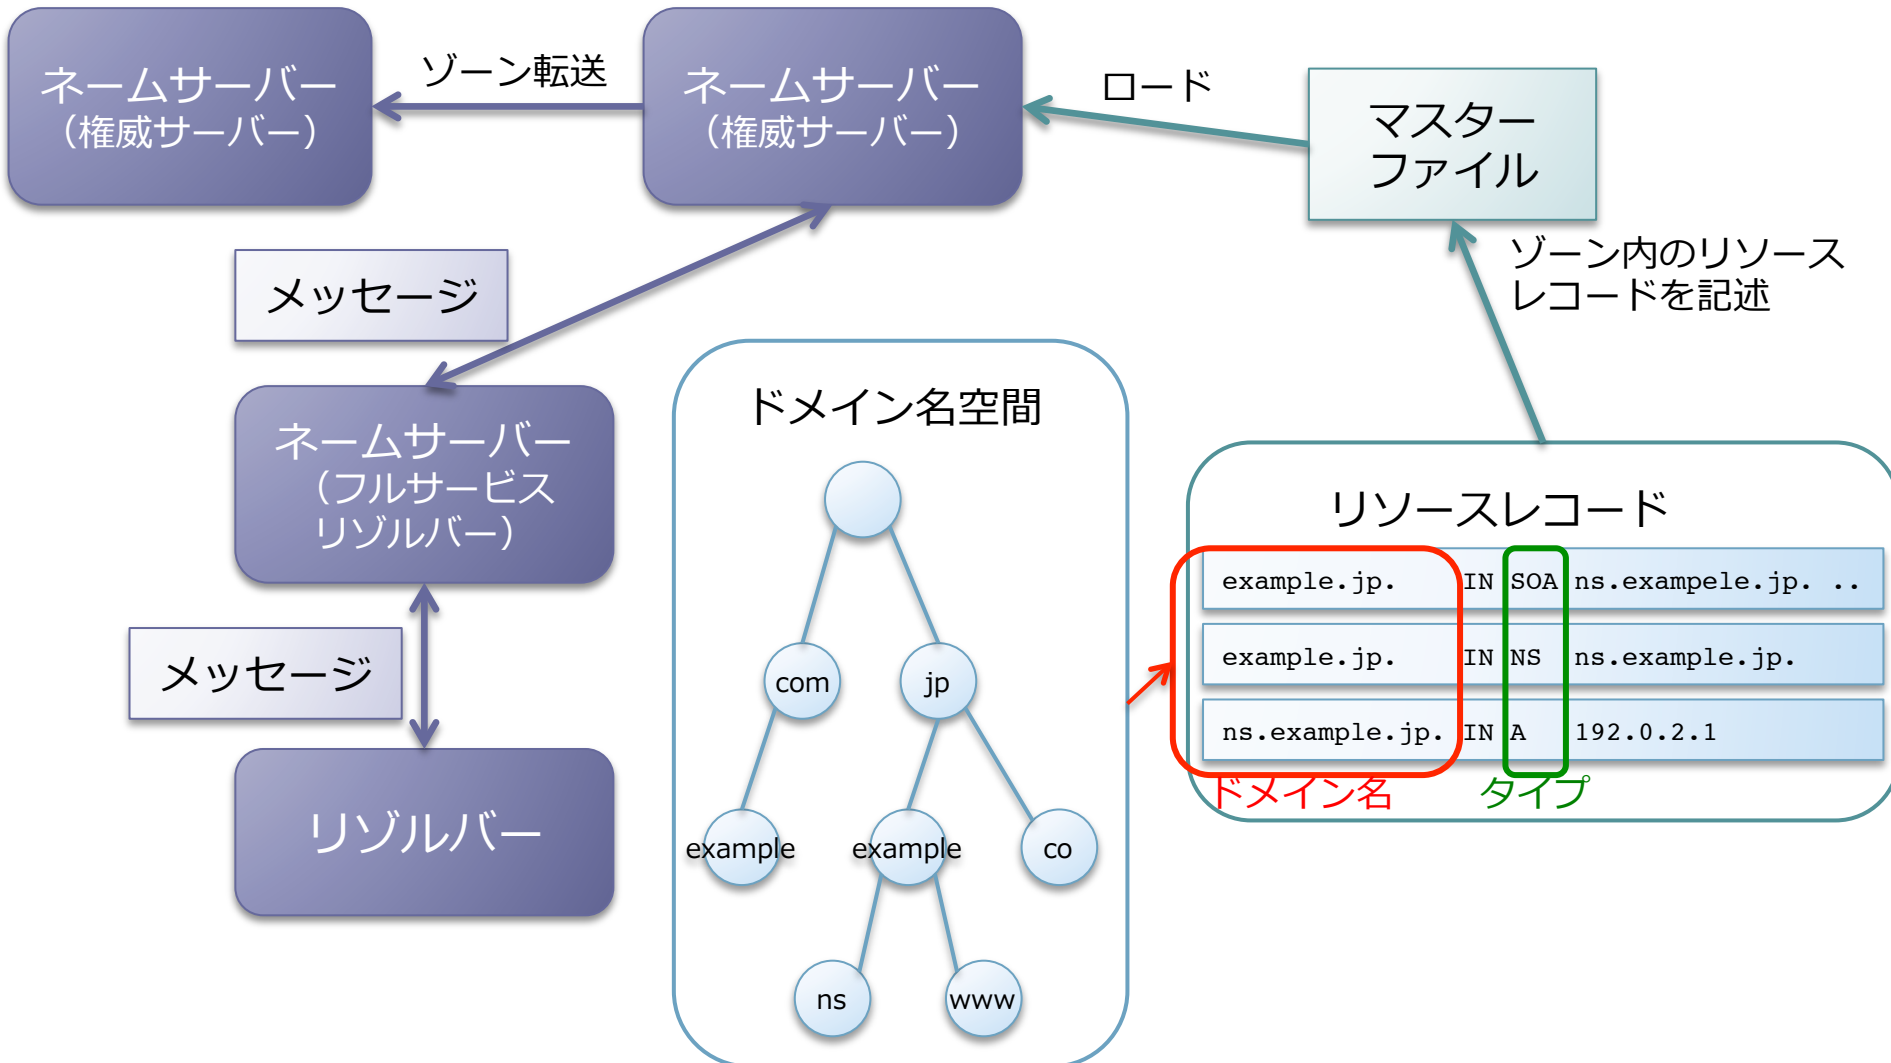 ネームサーバー
（権威サーバー）
ゾーン転送
ネームサーバー
（権威サーバー）
ロード
マスター
ファイル
ゾーン内のリソース
レコードを記述
メッセージ
ネームサーバー
（フルサービス
リゾルバー）
メッセージ
リゾルバー
ドメイン名空間
com
jp
example
example
co
ns
www
リソースレコード
example.jp. IN SOA ns.exampele.jp. ..
example.jp. IN NS ns.example.jp.
ns.example.jp. IN A 192.0.2.1
ドメイン名
タイプ